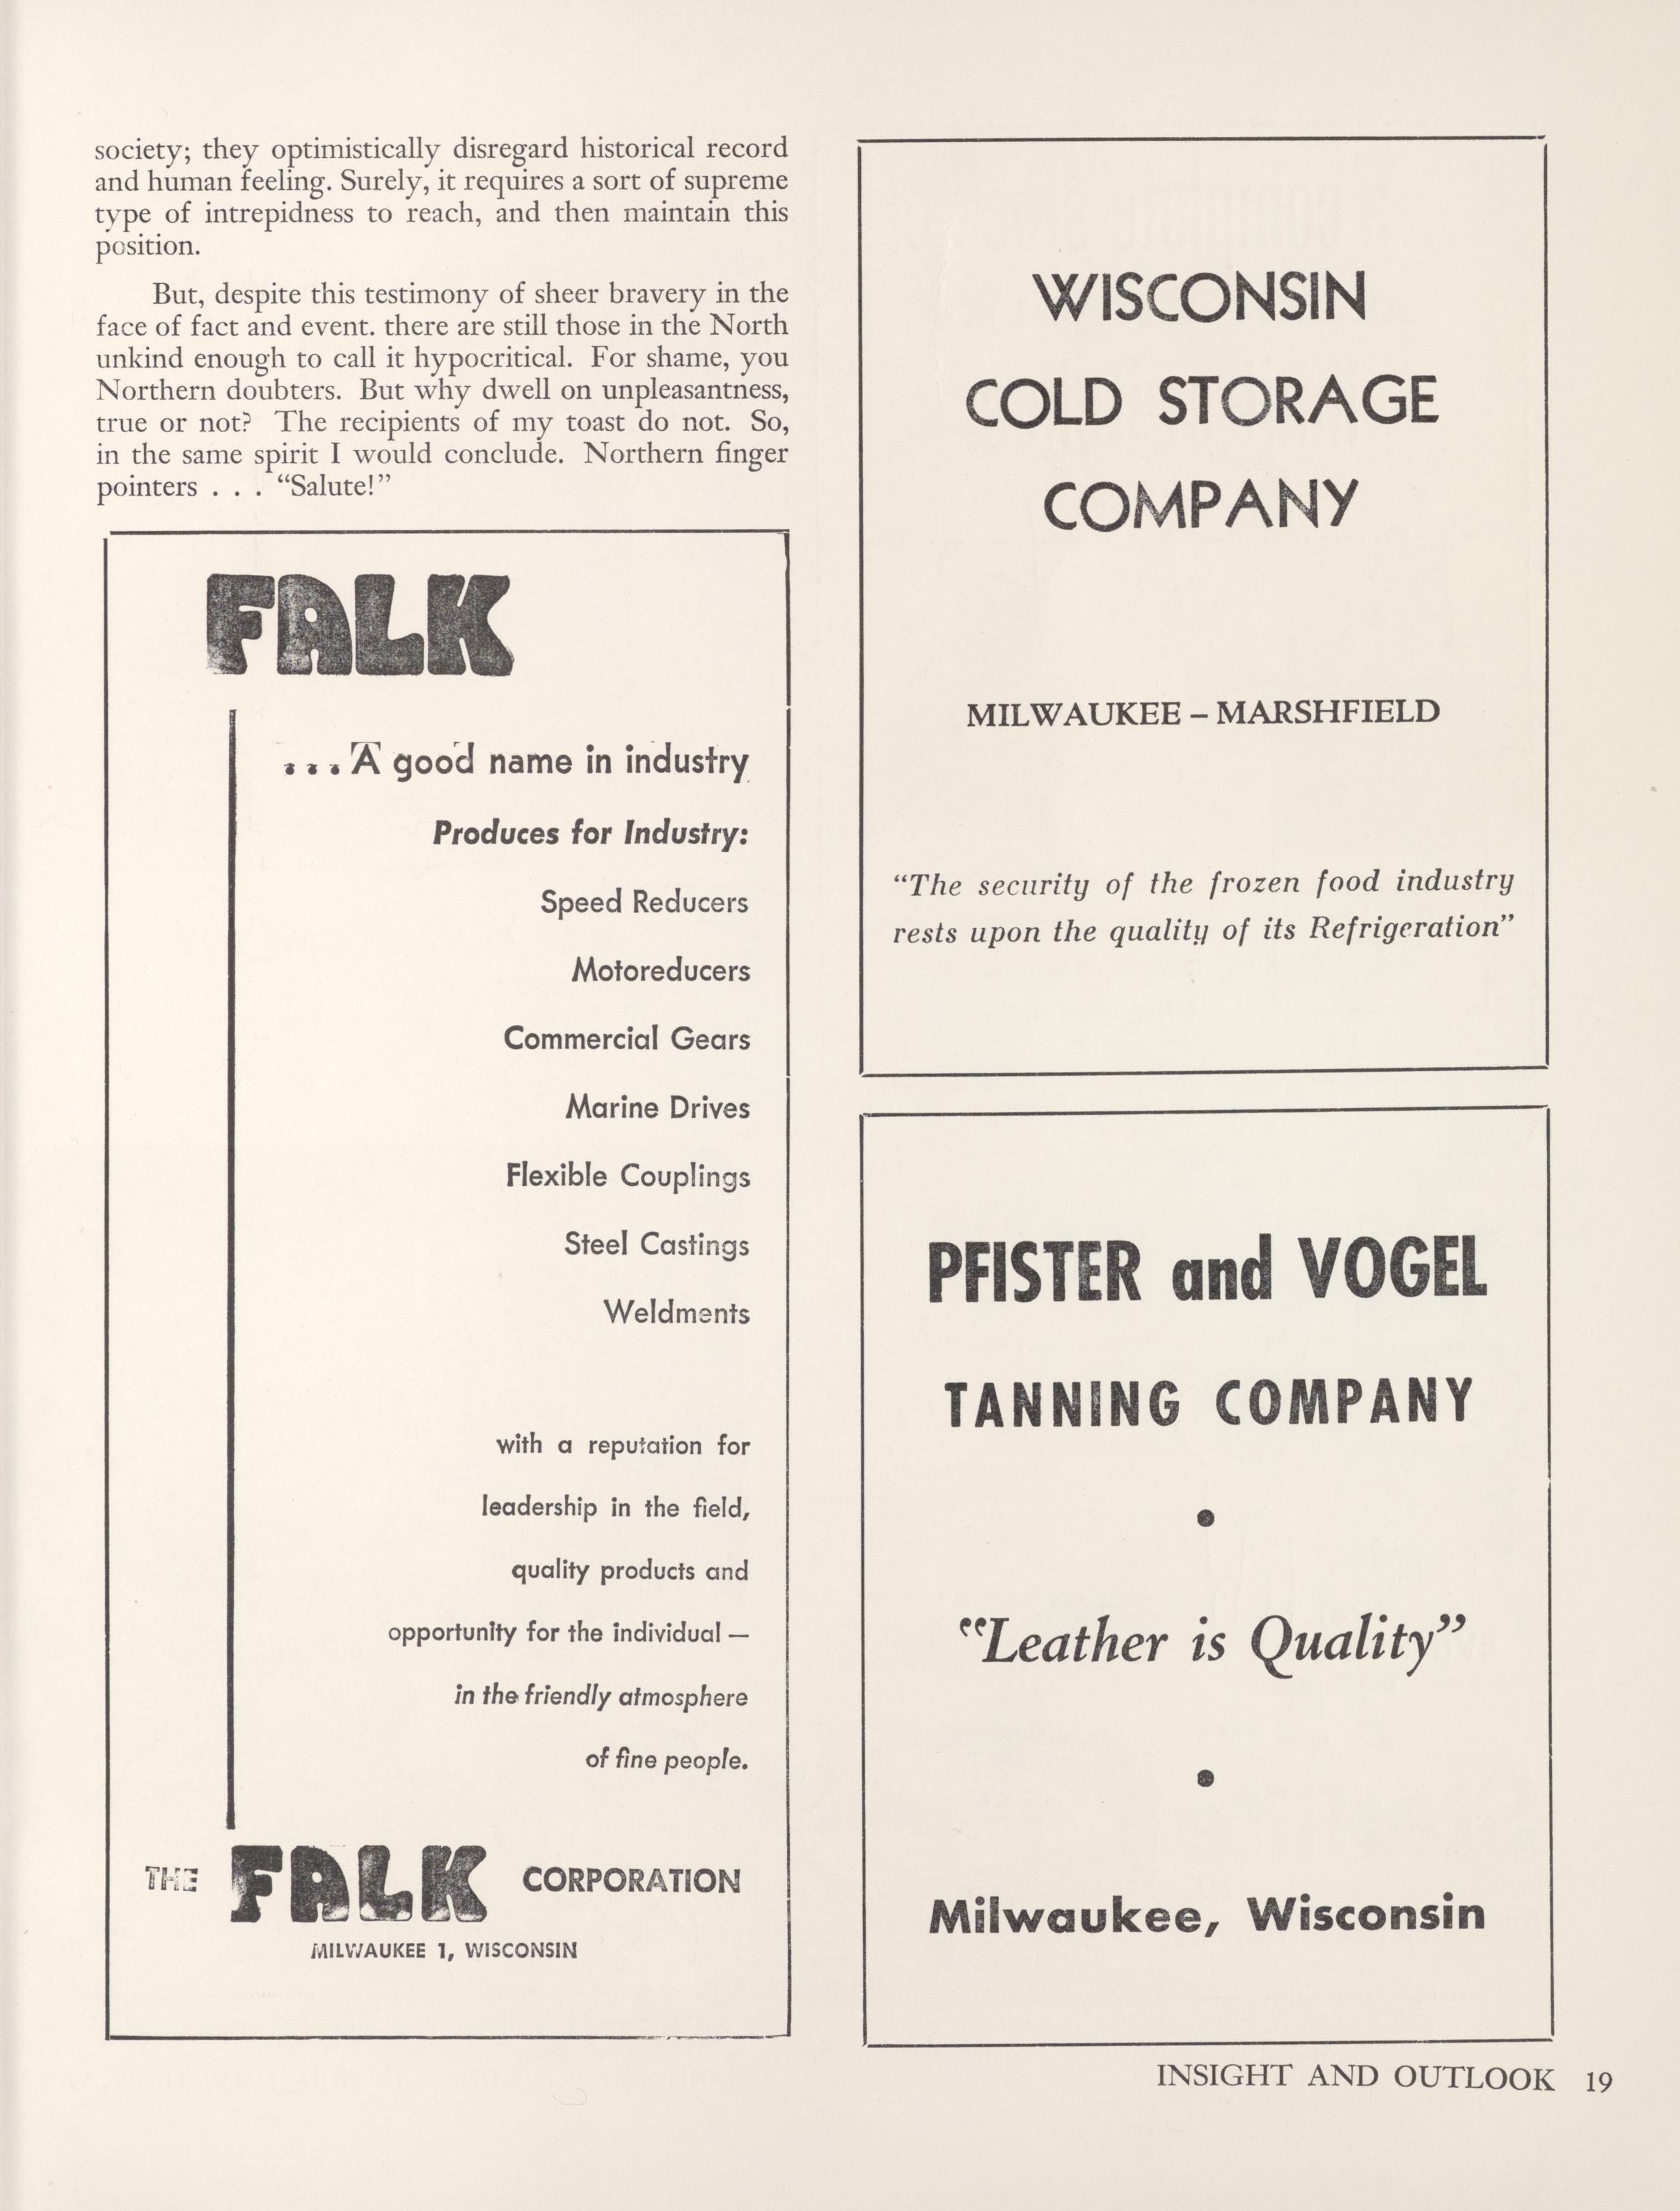 society; they optimistically disregard historical record
and human feeling. Surely, it requires a sort of supreme
type of intrepidness to reach, and then maintain this
position.
But, despite this testimony of sheer bravery in the
face of fact and event. there are still those in the North
unkind enough to call it hypocritical. For shame, you
Northern doubters. But why dwell on unpleasantness,
true or not? The recipients of my toast do not. So,
in the same spirit I would conclude. Northern finger
pointers . . . “Salute!”
FALK
...A good name in industry
Produces for Industry:
Speed Reducers
Motoreducers
Commercial Gears
Marine Drives
Flexible Couplings
Steel Castings
Weldments
with a reputation for
leadership in the field,
quality products and
opportunity for the individual —
in the friendly atmosphere
of fine people.
THE FALK CORPORATION
MILWAUKEE 1, WISCONSIN
WISCONSIN
COLD STORAGE
COMPANY
MILWAUKEE – MARSHFIELD
“The security of the frozen food industry
rests upon the quality of its Refrigeration”
PFISTER and VOGEL
TANNING COMPANY
•
“Leather is Quality”
•
Milwaukee, Wisconsin
INSIGHT AND OUTLOOK 19